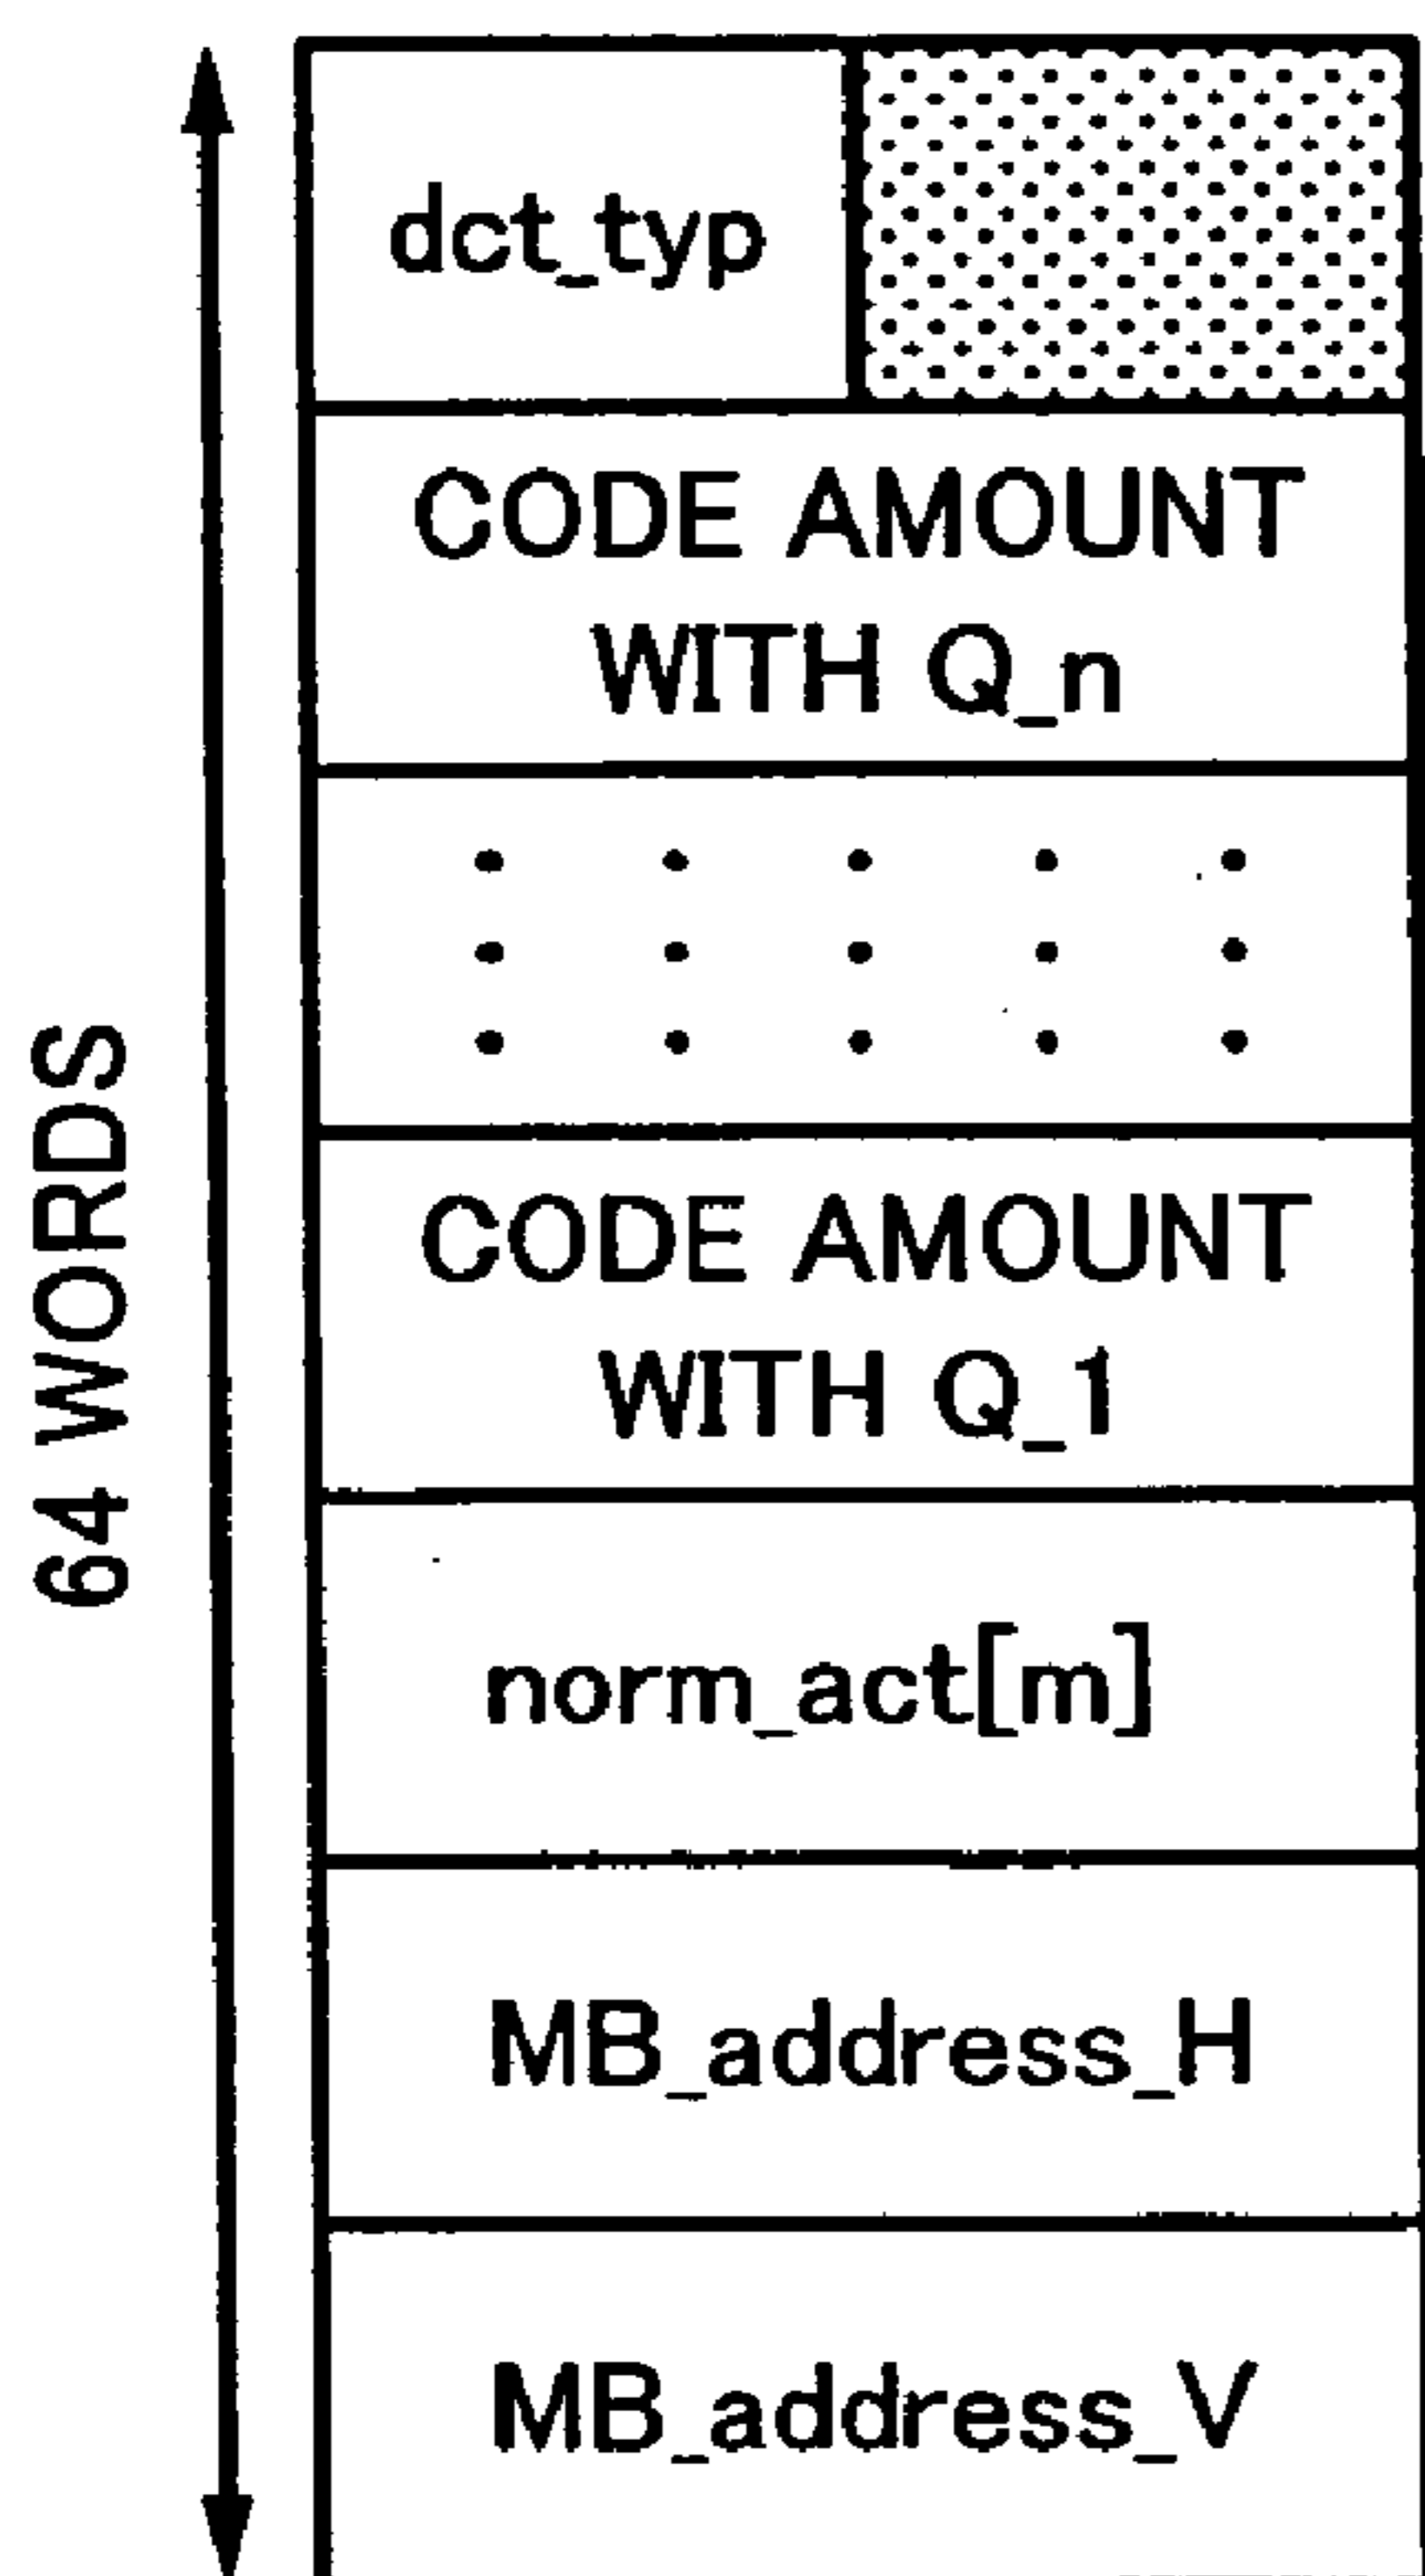 64 WORDS
dct_typ
CODE AMOUNT
WITH Q_n
CODE AMOUNT
WITH Q_1
norm_act[m]
MB_address_H
MB_address_V